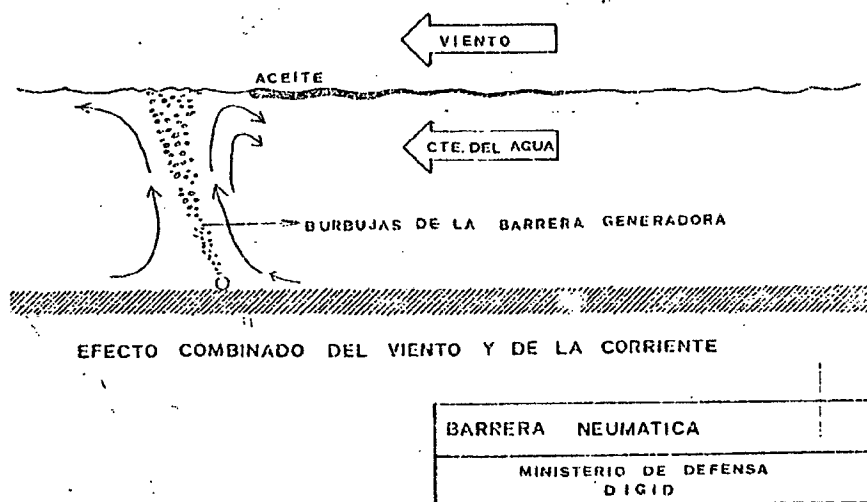 VIENTO
ACEITE
CTE. DEL AGUA
BURBUJAS DE LA BARRERA GENERADORA
EFECTO COMBINADO DEL VIENTO Y DE LA CORRIENTE
BARRERA NEUMATICA
MINISTERIO DE DEFENSA
DIGID